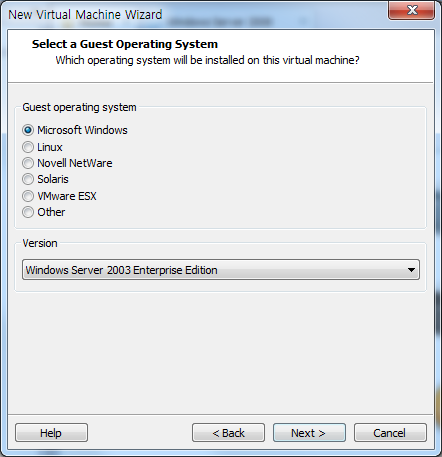 New Virtual Machine Wizard
Select a Guest Operating System
Which operating system will be installed on this virtual machine?
Guest operating system
Microsoft Windows
Linux
Novell NetWare
Solaris
VMware ESX
Other
Version
Windows Server 2003 Enterprise Edition
Help
< Back
Next >
Cancel